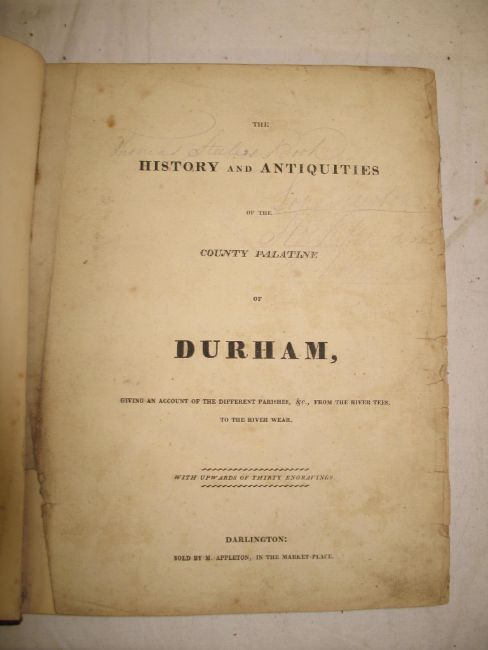 THE
Thomas Book
HISTORY AND ANTIQUITIES
OF THE
COUNTY PALATINE
OF
DURHAM,
GIVING AN ACCOUNT OF THE DIFFERENT PARISHES, &c., FROM THE RIVER TEES,
TO THE RIVER WEAR.
WITH UPWARDS OF THIRTY ENGRAVINGS
DARLINGTON:
SOLD BY M. APPLETON, IN THE MARKET-PLACE.